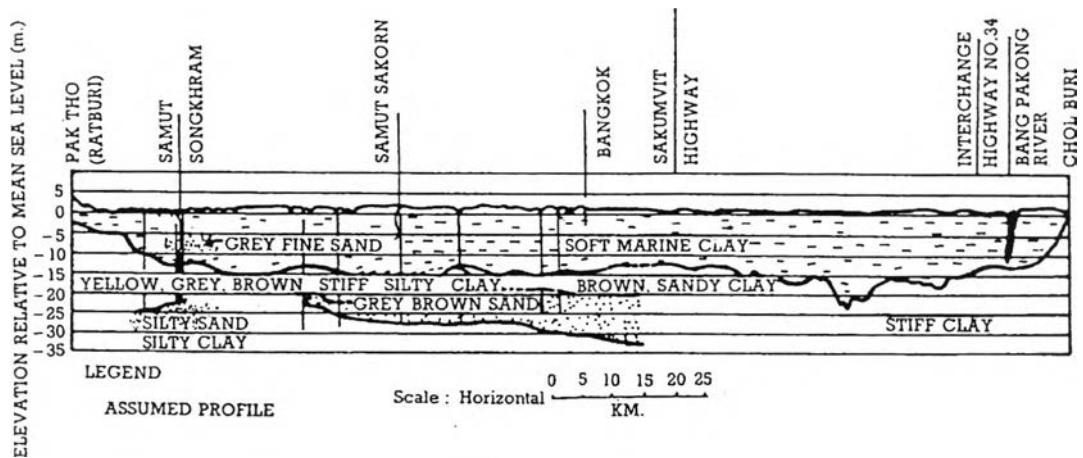 ELEVATION RELATIVE TO MEAN SEA LEVEL (m.)
PAK THO
(RATBURI)
SAMUT
SONGKHRAM
SAMUT SAKORN
BANGKOK
SAKUMVIT
HIGHWAY
INTERCHANGE
HIGHWAY NO.34
BANG PAKONG
RIVER
CHOL BURI
5
0
-5
-10
-15
-20
-25
-30
-35
GREY FINE SAND
SOFT MARINE CLAY
YELLOW, GREY, BROWN STIFF SILTY CLAY
BROWN, SANDY CLAY
GREY BROWN SAND
SILTY SAND
STIFF CLAY
SILTY CLAY
LEGEND
ASSUMED PROFILE
Scale : Horizontal
0 5 10 15 20 25
KM.